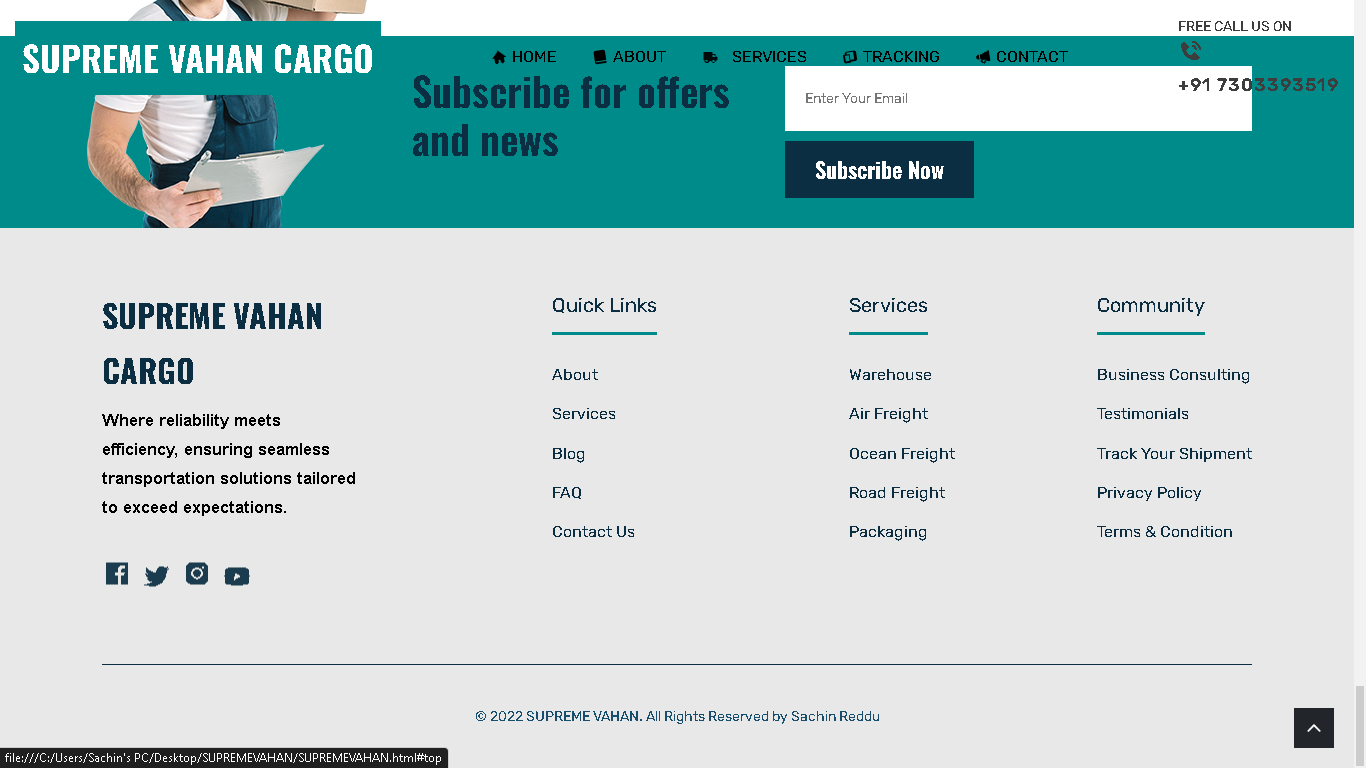 FREE CALL US ON
SUPREME VAHAN CARGO
HOME ABOUT SERVICES TRACKING CONTACT
+91 7303393519
Subscribe for offers
and news
Enter Your Email
Subscribe Now
SUPREME VAHAN
CARGO
Where reliability meets
efficiency, ensuring seamless
transportation solutions tailored
to exceed expectations.
Quick Links
About
Services
Blog
FAQ
Contact Us
Services
Warehouse
Air Freight
Ocean Freight
Road Freight
Packaging
Community
Business Consulting
Testimonials
Track Your Shipment
Privacy Policy
Terms & Condition
© 2022 SUPREME VAHAN. All Rights Reserved by Sachin Reddu
file:///C:/Users/Sachin's PC/Desktop/SUPREMEVAHAN/SUPREMEVAHAN.html#top